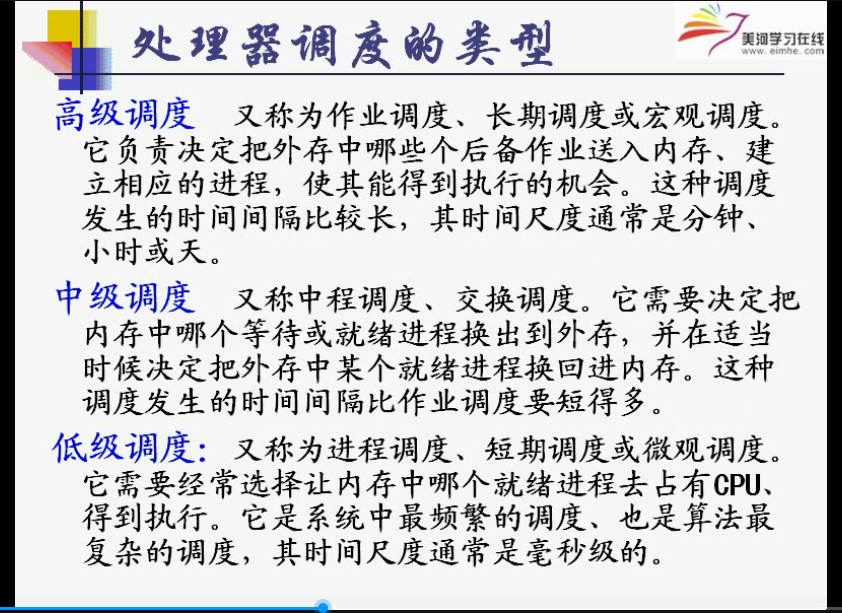 处理器调度的类型
美河学习在线
www.eimhe.com
高级调度 又称为作业调度、长期调度或宏观调度。
它负责决定把外存中哪些个后备作业送入内存、建
立相应的进程，使其能得到执行的机会。这种调度
发生的时间间隔比较长，其时间尺度通常是分钟、
小时或天。
中级调度 又称中程调度、交换调度。它需要决定把
内存中哪个等待或就绪进程换出到外存，并在适当
时候决定把外存中某个就绪进程换回进内存。这种
调度发生的时间间隔比作业调度要短得多。
低级调度：又称为进程调度、短期调度或微观调度。
它需要经常选择让内存中哪个就绪进程去占有CPU、
得到执行。它是系统中最频繁的调度、也是算法最
复杂的调度，其时间尺度通常是毫秒级的。